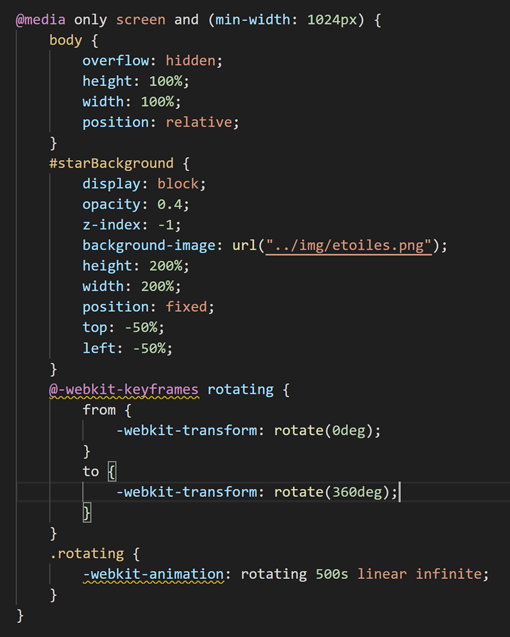 @media only screen and (min-width: 1024px) {
    body {
        overflow: hidden;
        height: 100%;
        width: 100%;
        position: relative;
    }
    #starBackground {
        display: block;
        opacity: 0.4;
        z-index: -1;
        background-image: url("../img/etoiles.png");
        height: 200%;
        width: 200%;
        position: fixed;
        top: -50%;
        left: -50%;
    }
    @-webkit-keyframes rotating {
        from {
            -webkit-transform: rotate(0deg);
        }
        to {
            -webkit-transform: rotate(360deg);
        }
    }
    .rotating {
        -webkit-animation: rotating 500s linear infinite;
    }
}